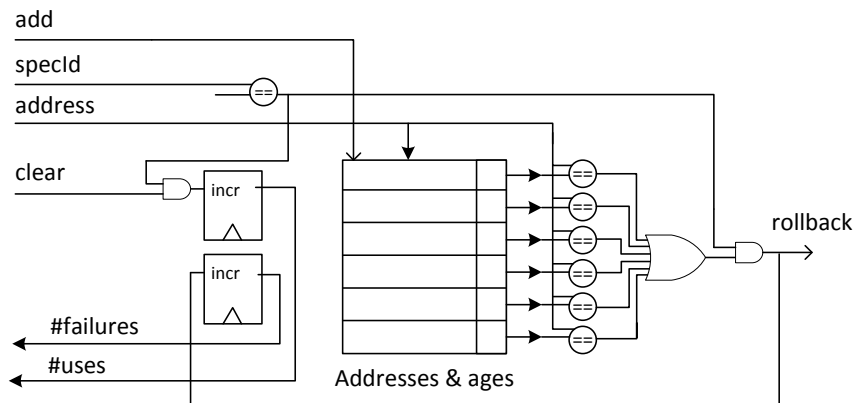 add
specId
==
address
clear
incr
==
==
==
==
==
==
rollback
incr
#failures
#uses
Addresses & ages